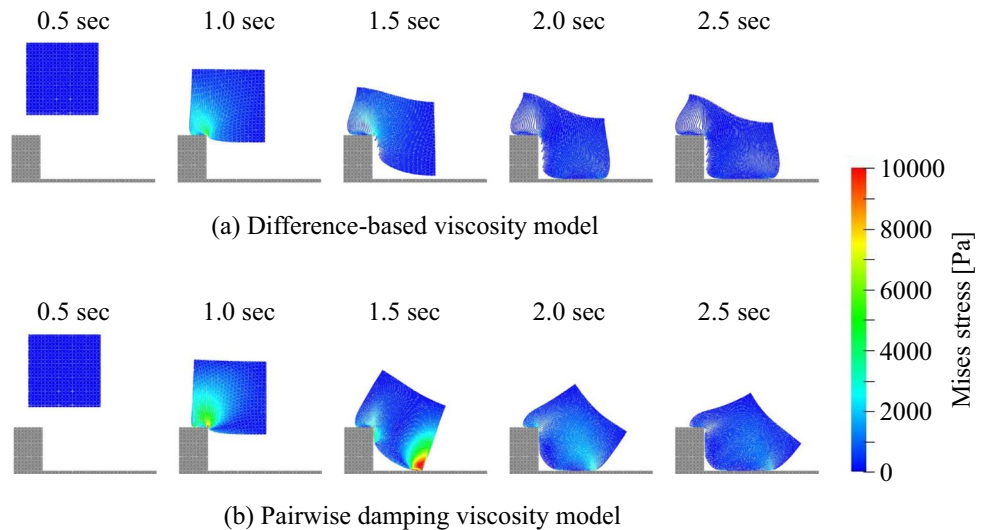 0.5 sec 1.0 sec 1.5 sec 2.0 sec 2.5 sec
(a) Difference-based viscosity model
0.5 sec 1.0 sec 1.5 sec 2.0 sec 2.5 sec
(b) Pairwise damping viscosity model
10000
8000
6000
4000
2000
0
Mises stress [Pa]